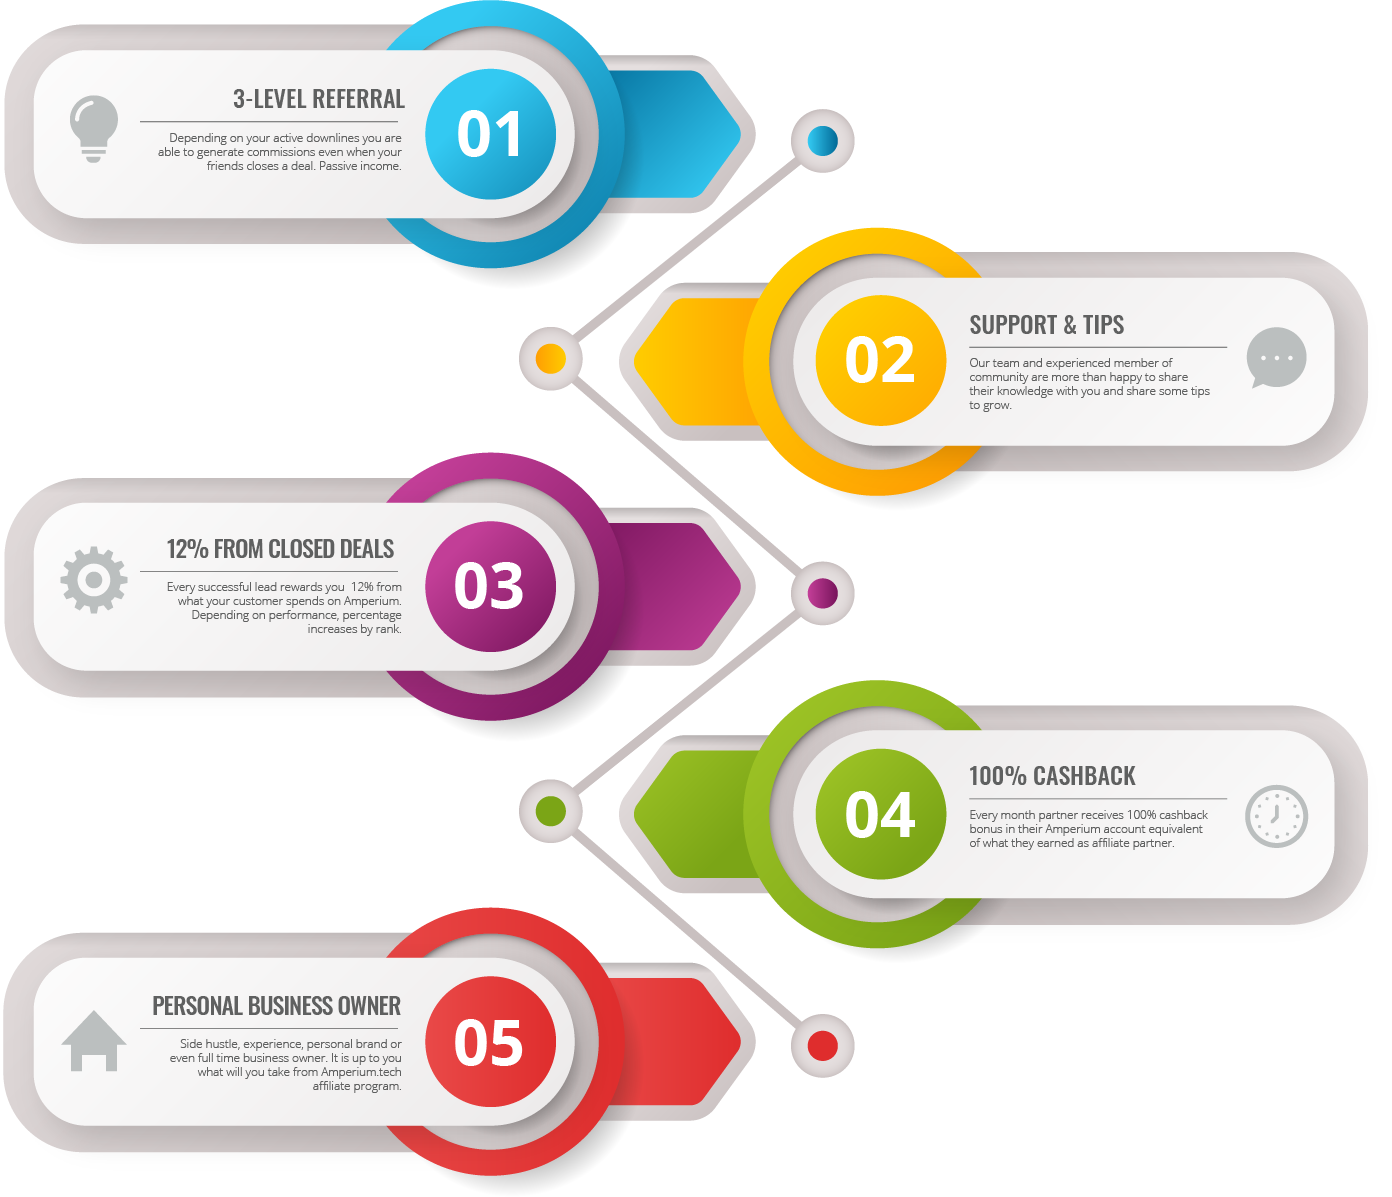 3-LEVEL REFERRAL
Depending on your active downlines you are
able to generate commissions even when your
friends closes a deal. Passive income.
01
02
SUPPORT & TIPS
Our team and experienced member of
community are more than happy to share
their knowledge with you and share some tips
to grow.
12% FROM CLOSED DEALS
Every successful lead rewards you  12% from
what your customer spends on Amperium.
Depending on performance, percentage
increases by rank.
03
04
100% CASHBACK
Every month partner receives 100% cashback
bonus in their Amperium account equivalent
of what they earned as affiliate partner.
PERSONAL BUSINESS OWNER
Side hustle, experience, personal brand or
even full time business owner. It is up to you
what will you take from Amperium.tech
affiliate program.
05